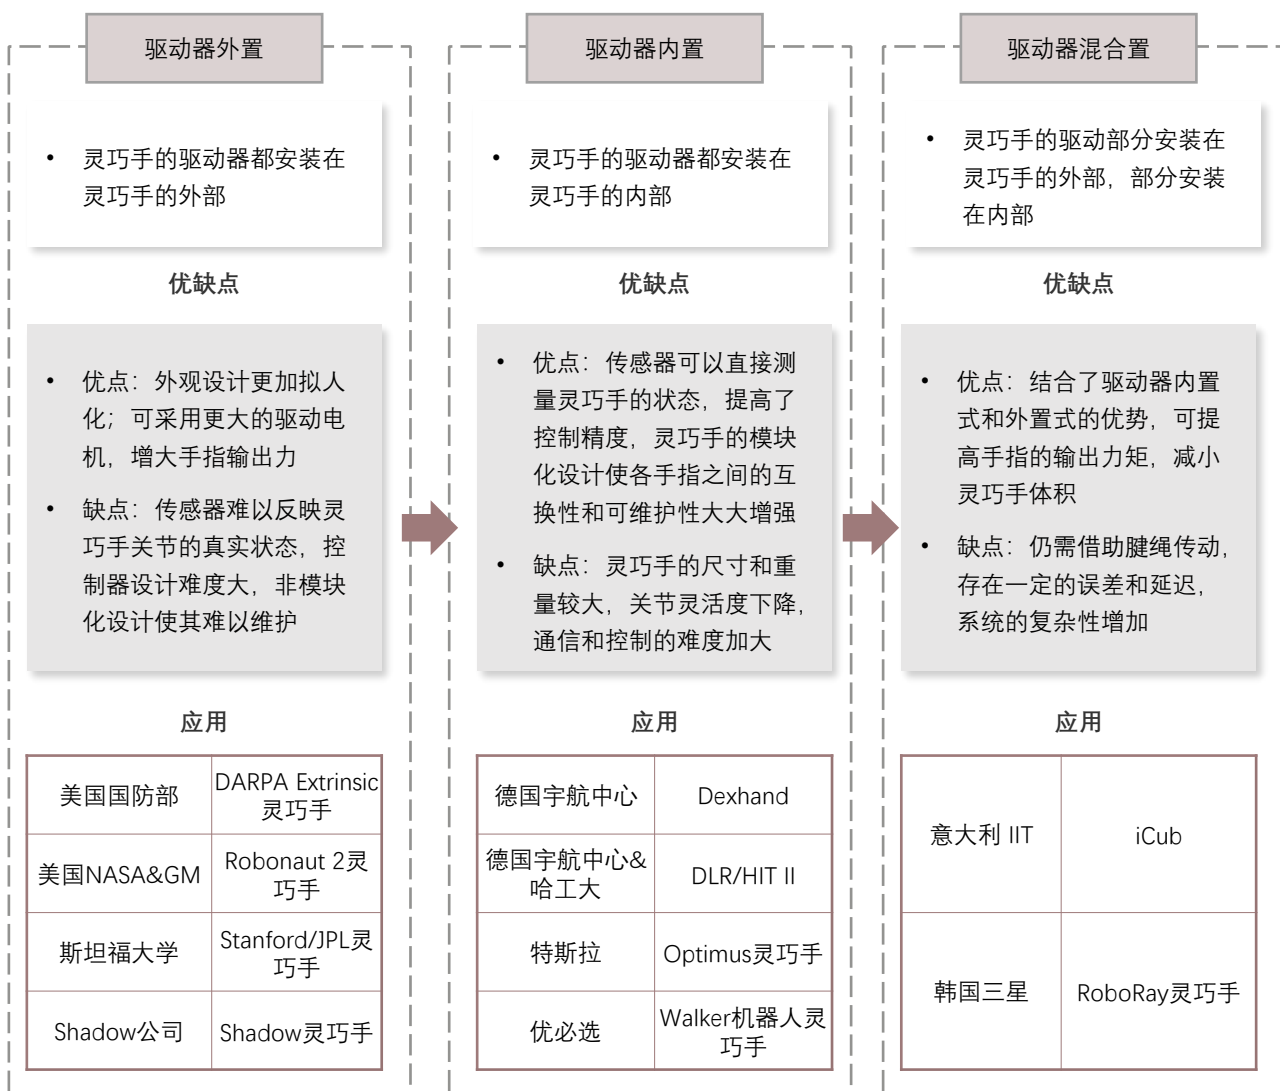 驱动器外置
• 灵巧手的驱动器都安装在
灵巧手的外部
优缺点
• 优点：外观设计更加拟人
化；可采用更大的驱动电
机，增大手指输出力
• 缺点：传感器难以反映灵
巧手关节的真实状态，控
制器设计难度大，非模块
化设计使其难以维护
应用
美国国防部
DARPA Extrinsic
灵巧手
美国NASA&GM
Robonaut 2灵
巧手
斯坦福大学
Stanford/JPL灵
巧手
Shadow公司
Shadow灵巧手
驱动器内置
• 灵巧手的驱动器都安装在
灵巧手的内部
优缺点
• 优点：传感器可以直接测
量灵巧手的状态，提高了
控制精度，灵巧手的模块
化设计使各手指之间的互
换性和可维护性大大增强
• 缺点：灵巧手的尺寸和重
量较大，关节灵活度下降，
通信和控制的难度加大
应用
德国宇航中心
Dexhand
德国宇航中心&
哈工大
DLR/HIT II
特斯拉
Optimus灵巧手
优必选
Walker机器人灵
巧手
驱动器混合置
• 灵巧手的驱动部分安装在
灵巧手的外部，部分安装
在内部
优缺点
• 优点：结合了驱动器内置
式和外置式的优势，可提
高手指的输出力矩，减小
灵巧手体积
• 缺点：仍需借助腱绳传动，
存在一定的误差和延迟，
系统的复杂性增加
应用
意大利 IIT
iCub
韩国三星
RoboRay灵巧手